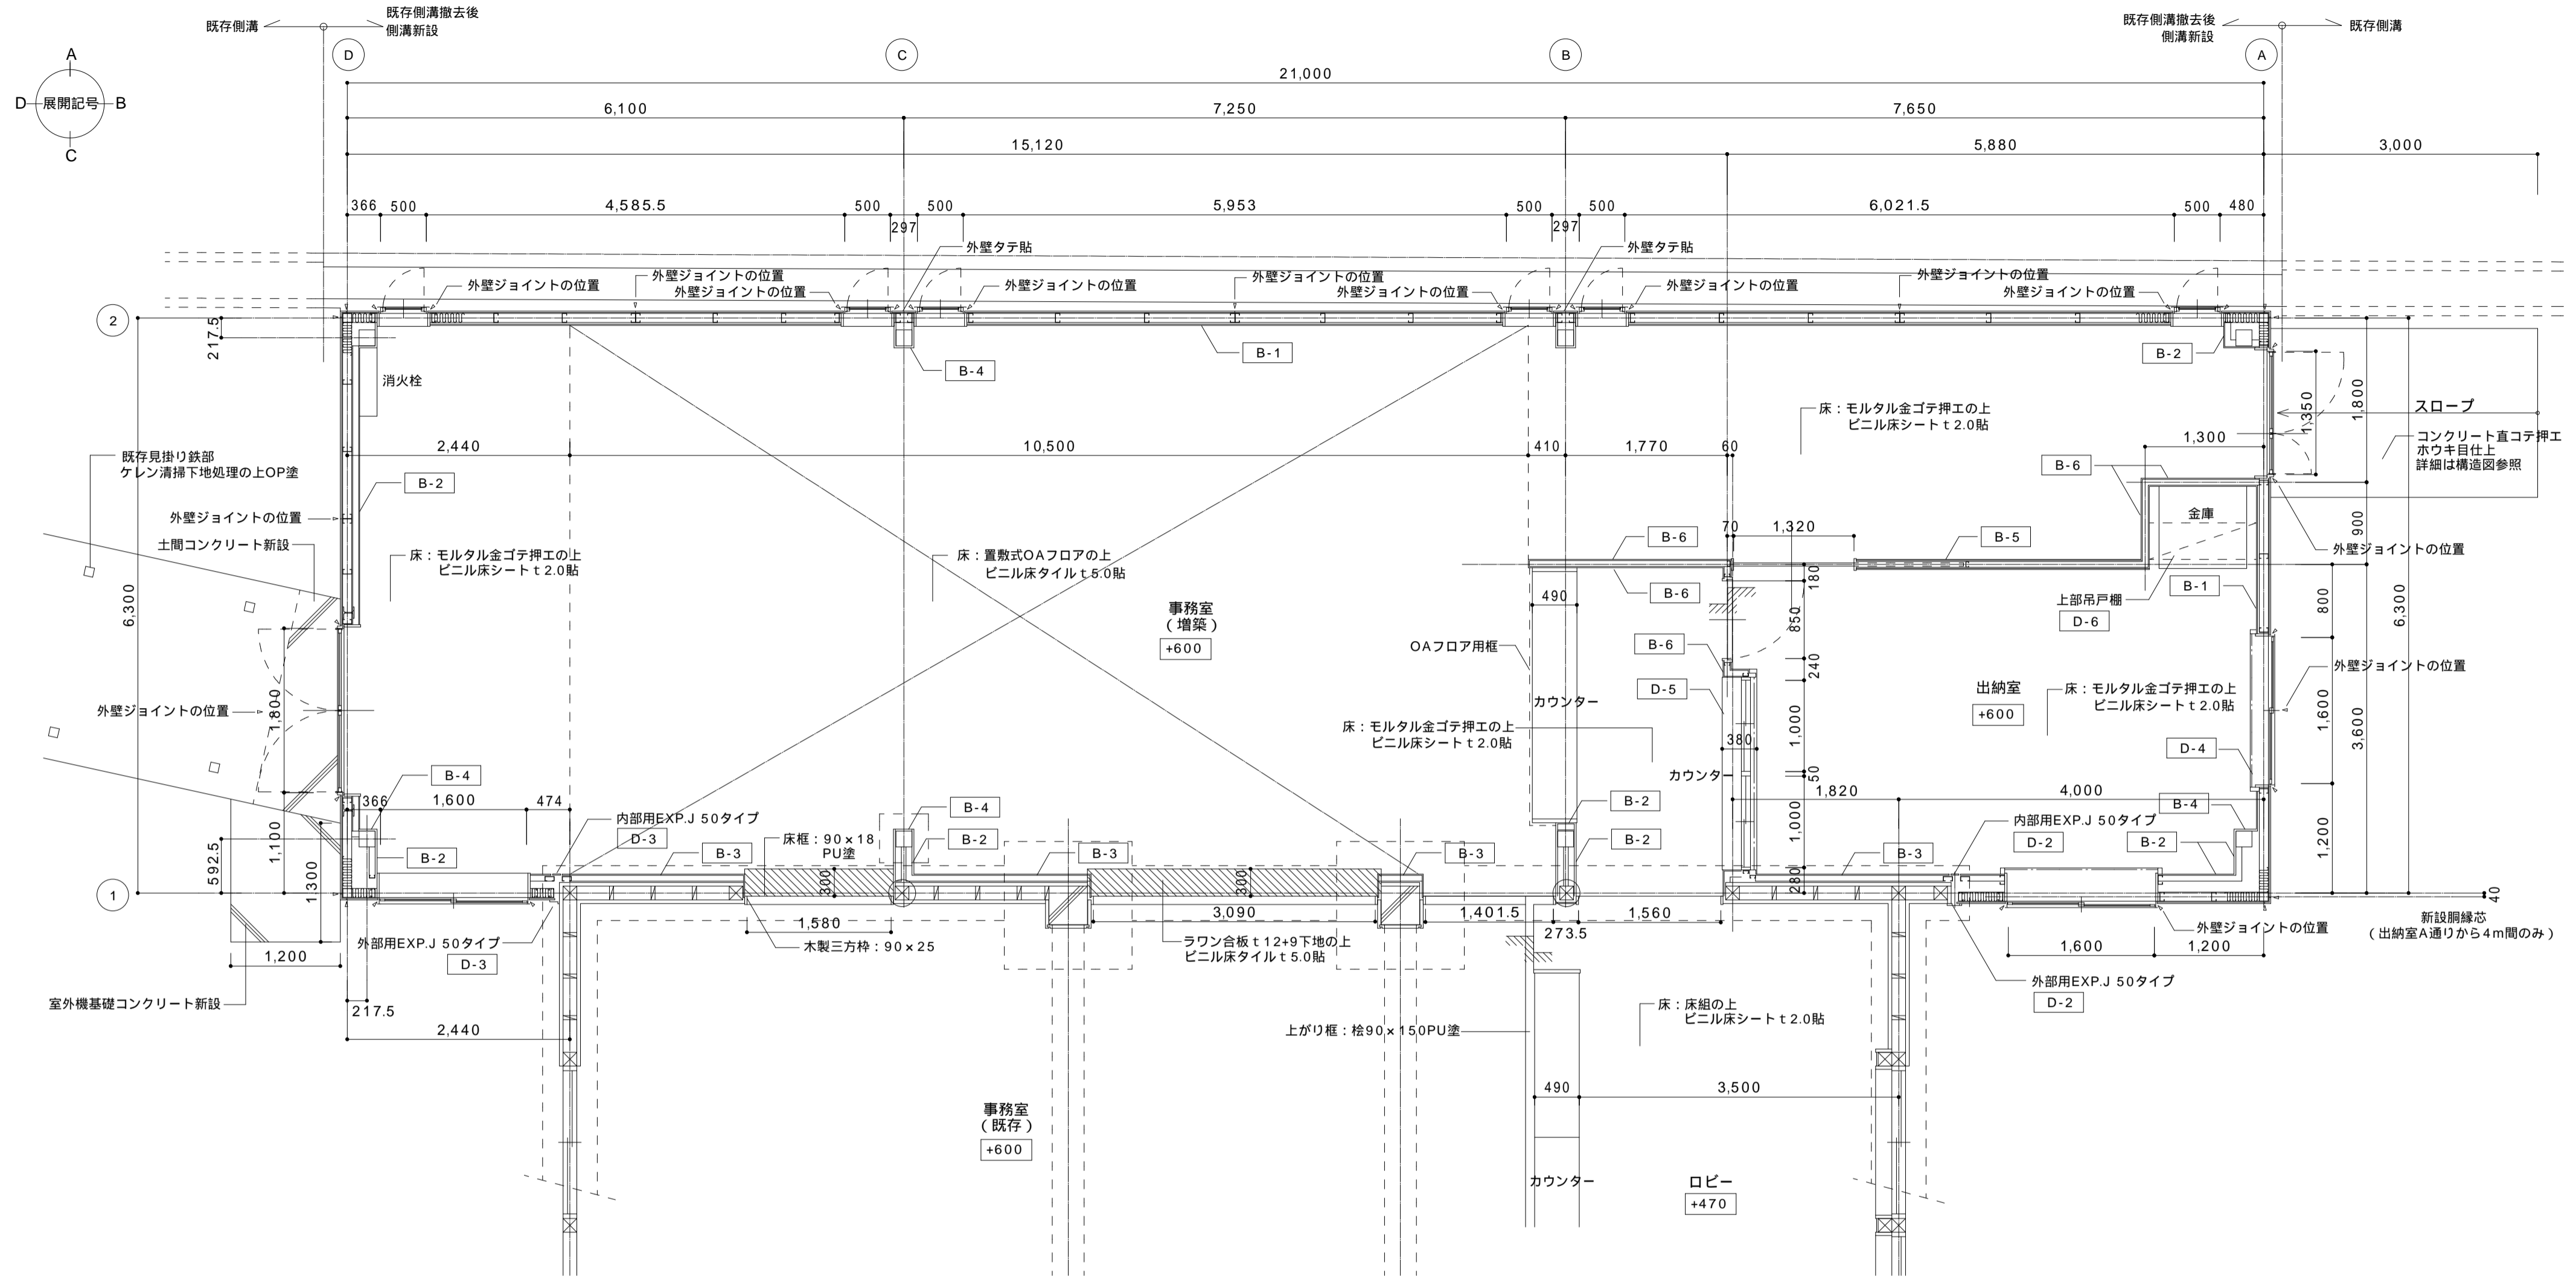 既存側溝
既存側溝撤去後
側溝新設
既存側溝撤去後
側溝新設
既存側溝
A
D
展開記号
B
C
D
C
B
A
21,000
6,100
7,250
7,650
15,120
5,880
3,000
366
500
4,585.5
500
297
500
5,953
500
297
500
6,021.5
500
480
外壁タテ貼
外壁タテ貼
外壁ジョイントの位置
外壁ジョイントの位置
外壁ジョイントの位置
外壁ジョイントの位置
外壁ジョイントの位置
外壁ジョイントの位置
外壁ジョイントの位置
外壁ジョイントの位置
外壁ジョイントの位置
2
217.5
B-4
B-1
B-2
消火栓
床：モルタル金ゴテ押エの上
ビニル床シートｔ2.0貼
1,350
1,800
スロープ
コンクリート直コテ押エ
ホウキ目仕上
詳細は構造図参照
2,440
10,500
410
1,770
60
1,300
B-6
既存見掛り鉄部
ケレン清掃下地処理の上OP塗
B-2
外壁ジョイントの位置
土間コンクリート新設
金庫
900
70
1,320
B-6
B-5
外壁ジョイントの位置
床：モルタル金ゴテ押エの上
ビニル床シートｔ2.0貼
床：置敷式OAフロアの上
ビニル床タイルｔ5.0貼
6,300
180
B-6
490
B-1
上部吊戸棚
D-6
800
6,300
事務室
（増築）
+600
850
OAフロア用框
B-6
240
D-5
外壁ジョイントの位置
出納室
+600
床：モルタル金ゴテ押エの上
ビニル床シートｔ2.0貼
1,800
外壁ジョイントの位置
カウンター
床：モルタル金ゴテ押エの上
ビニル床シートｔ2.0貼
1,000
1,600
3,600
380
D-4
カウンター
50
B-4
366
1,600
474
1,820
4,000
B-4
B-2
B-4
内部用EXP.J 50タイプ
D-3
床框：90×18
PU塗
B-2
B-2
1,000
内部用EXP.J 50タイプ
D-2
B-2
1,200
1,100
592.5
1300
B-2
B-3
B-3
B-3
B-3
300
300
280
1
40
1,580
3,090
1,401.5
1,560
273.5
外部用EXP.J 50タイプ
D-3
木製三方枠：90×25
ラワン合板ｔ12+9下地の上
ビニル床タイルｔ5.0貼
外壁ジョイントの位置
新設胴縁芯
（出納室A通りから4m間のみ）
1,600
1,200
1,200
外部用EXP.J 50タイプ
D-2
室外機基礎コンクリート新設
217.5
2,440
床：床組の上
ビニル床シートｔ2.0貼
上がり框：桧90×150PU塗
490
3,500
事務室
（既存）
+600
カウンター
ロビー
+470